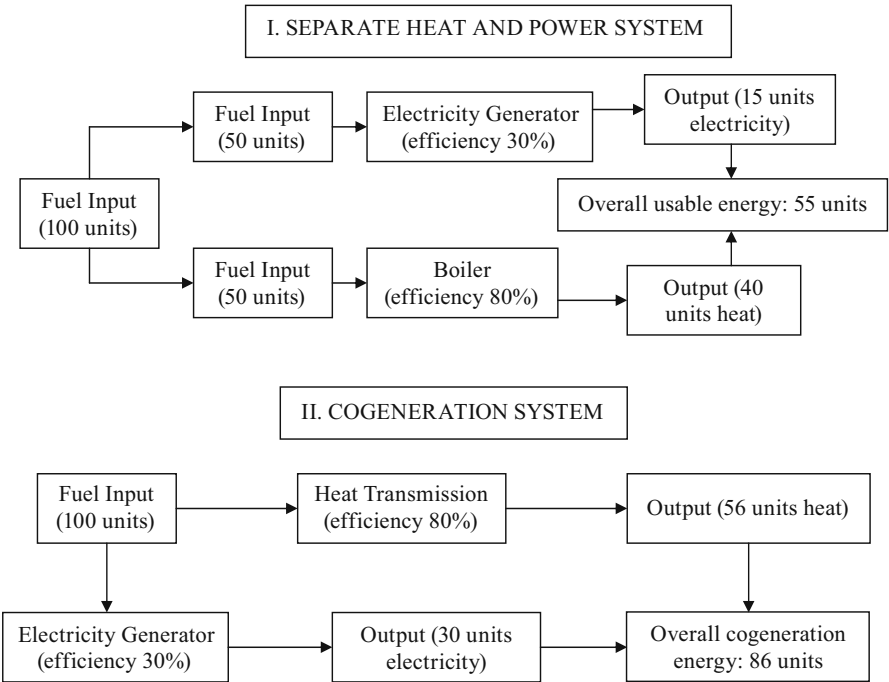 I. SEPARATE HEAT AND POWER SYSTEM
Fuel Input
(50 units)
Electricity Generator
(efficiency 30%)
Output (15 units
electricity)
Fuel Input
(100 units)
Overall usable energy: 55 units
Fuel Input
(50 units)
Boiler
(efficiency 80%)
Output (40
units heat)
II. COGENERATION SYSTEM
Fuel Input
(100 units)
Heat Transmission
(efficiency 80%)
Output (56 units heat)
Electricity Generator
(efficiency 30%)
Output (30 units
electricity)
Overall cogeneration
energy: 86 units